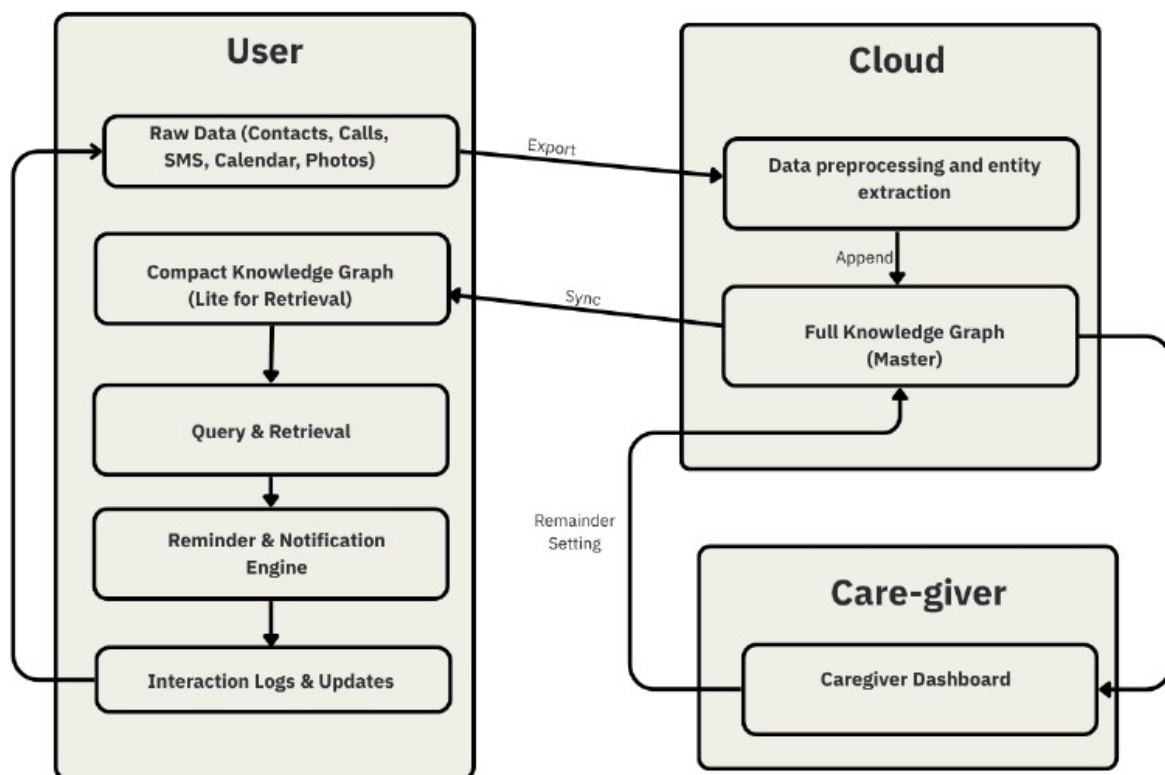 User
Raw Data (Contacts, Calls,
SMS, Calendar, Photos)
Compact Knowledge Graph
(Lite for Retrieval)
Query & Retrieval
Reminder & Notification
Engine
Interaction Logs & Updates
Export
Sync
Cloud
Data preprocessing and entity
extraction
Append
Full Knowledge Graph
(Master)
Remainder
Setting
Care-giver
Caregiver Dashboard